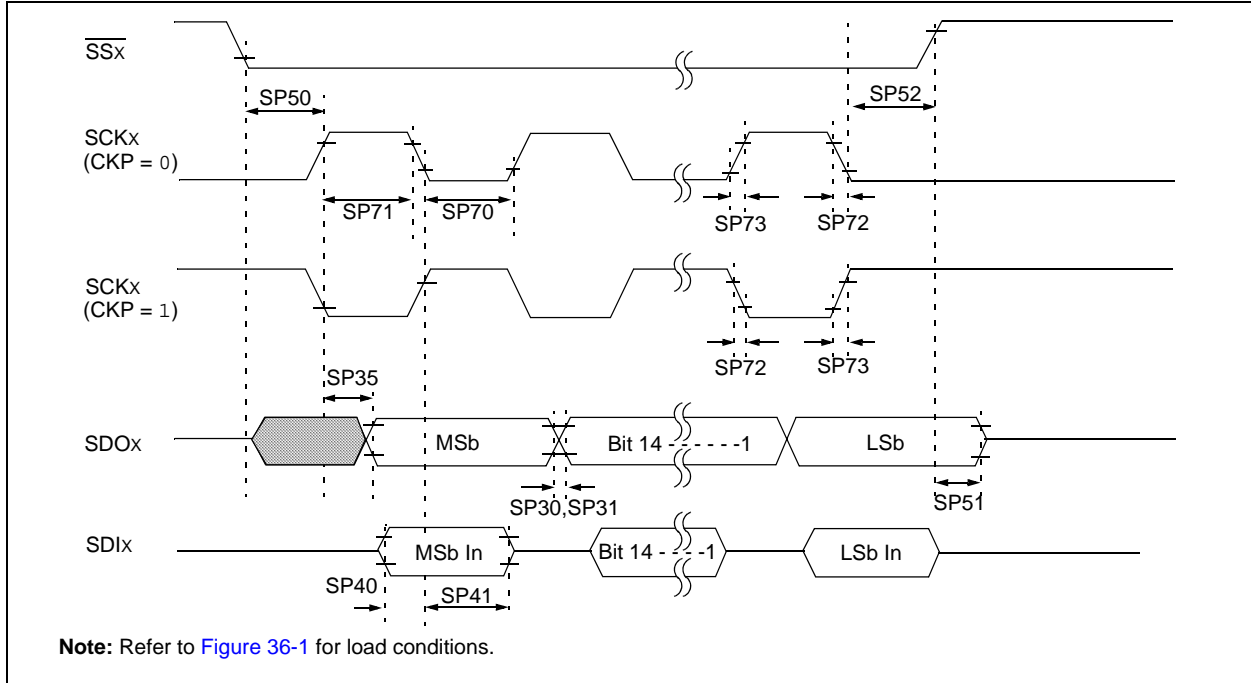 SSX
SP50
SP52
SCKX
(CKP = 0)
SP71
SP70
SP73
SP72
SCKX
(CKP = 1)
SP72
SP73
SP35
SDOX
MSb
Bit 14 - - - - - -1
LSb
SP30,SP31
SP51
SDIX
MSb In
Bit 14 - - - -1
LSb In
SP40
SP41
Note: Refer to Figure 36-1 for load conditions.